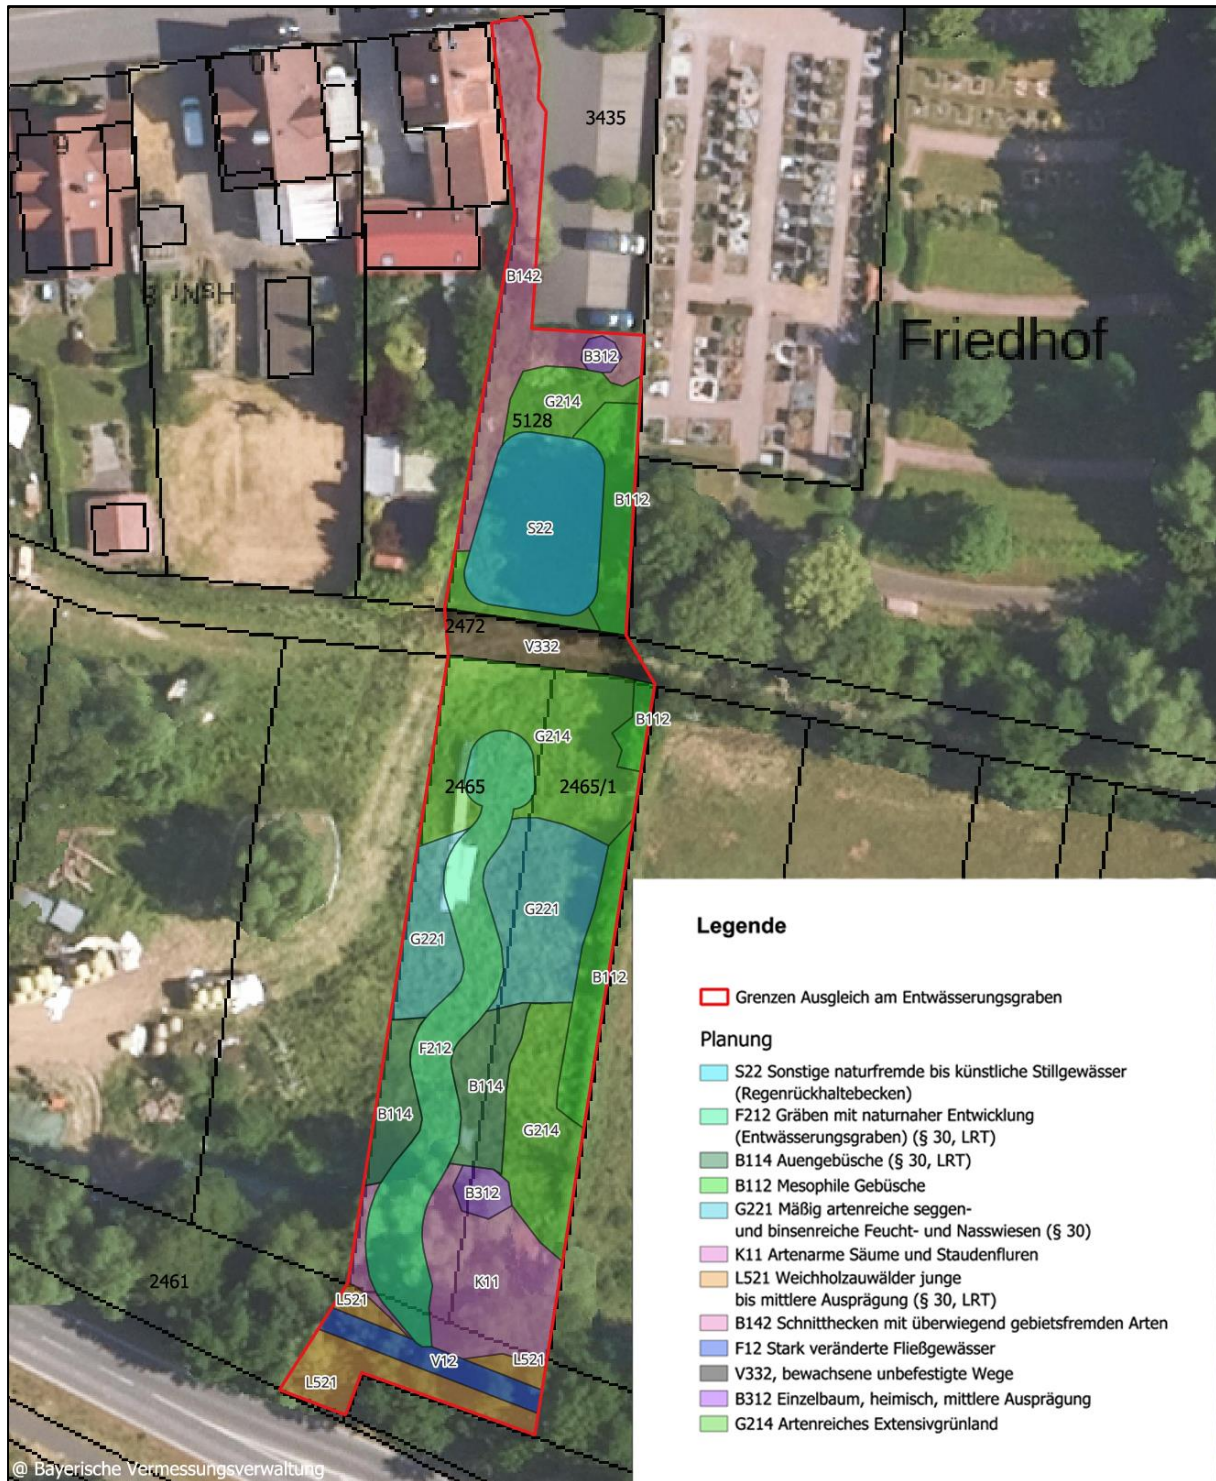 3435
B142
B312
Friedhof
G214
5128
B112
S22
2472
V332
B112
G214
2465
2465/1
G221
G221
B112
F212
B114
B114
G214
B312
2461
K11
L521
L521
V12
L521
@ Bayerische Vermessungsverwaltung
Legende
Grenzen Ausgleich am Entwässerungsgraben
Planung
S22 Sonstige naturfremde bis künstliche Stillgewässer
(Regenrückhaltebecken)
F212 Gräben mit naturnaher Entwicklung
(Entwässerungsgraben) (§ 30, LRT)
B114 Auengebüsche (§ 30, LRT)
B112 Mesophile Gebüsche
G221 Mäßig artenreiche seggen-
und binsenreiche Feucht- und Nasswiesen (§ 30)
K11 Artenarme Säume und Staudenfluren
L521 Weichholzauwälder junge
bis mittlere Ausprägung (§ 30, LRT)
B142 Schnitthecken mit überwiegend gebietsfremden Arten
F12 Stark veränderte Fließgewässer
V332, bewachsene unbefestigte Wege
B312 Einzelbaum, heimisch, mittlere Ausprägung
G214 Artenreiches Extensivgrünland